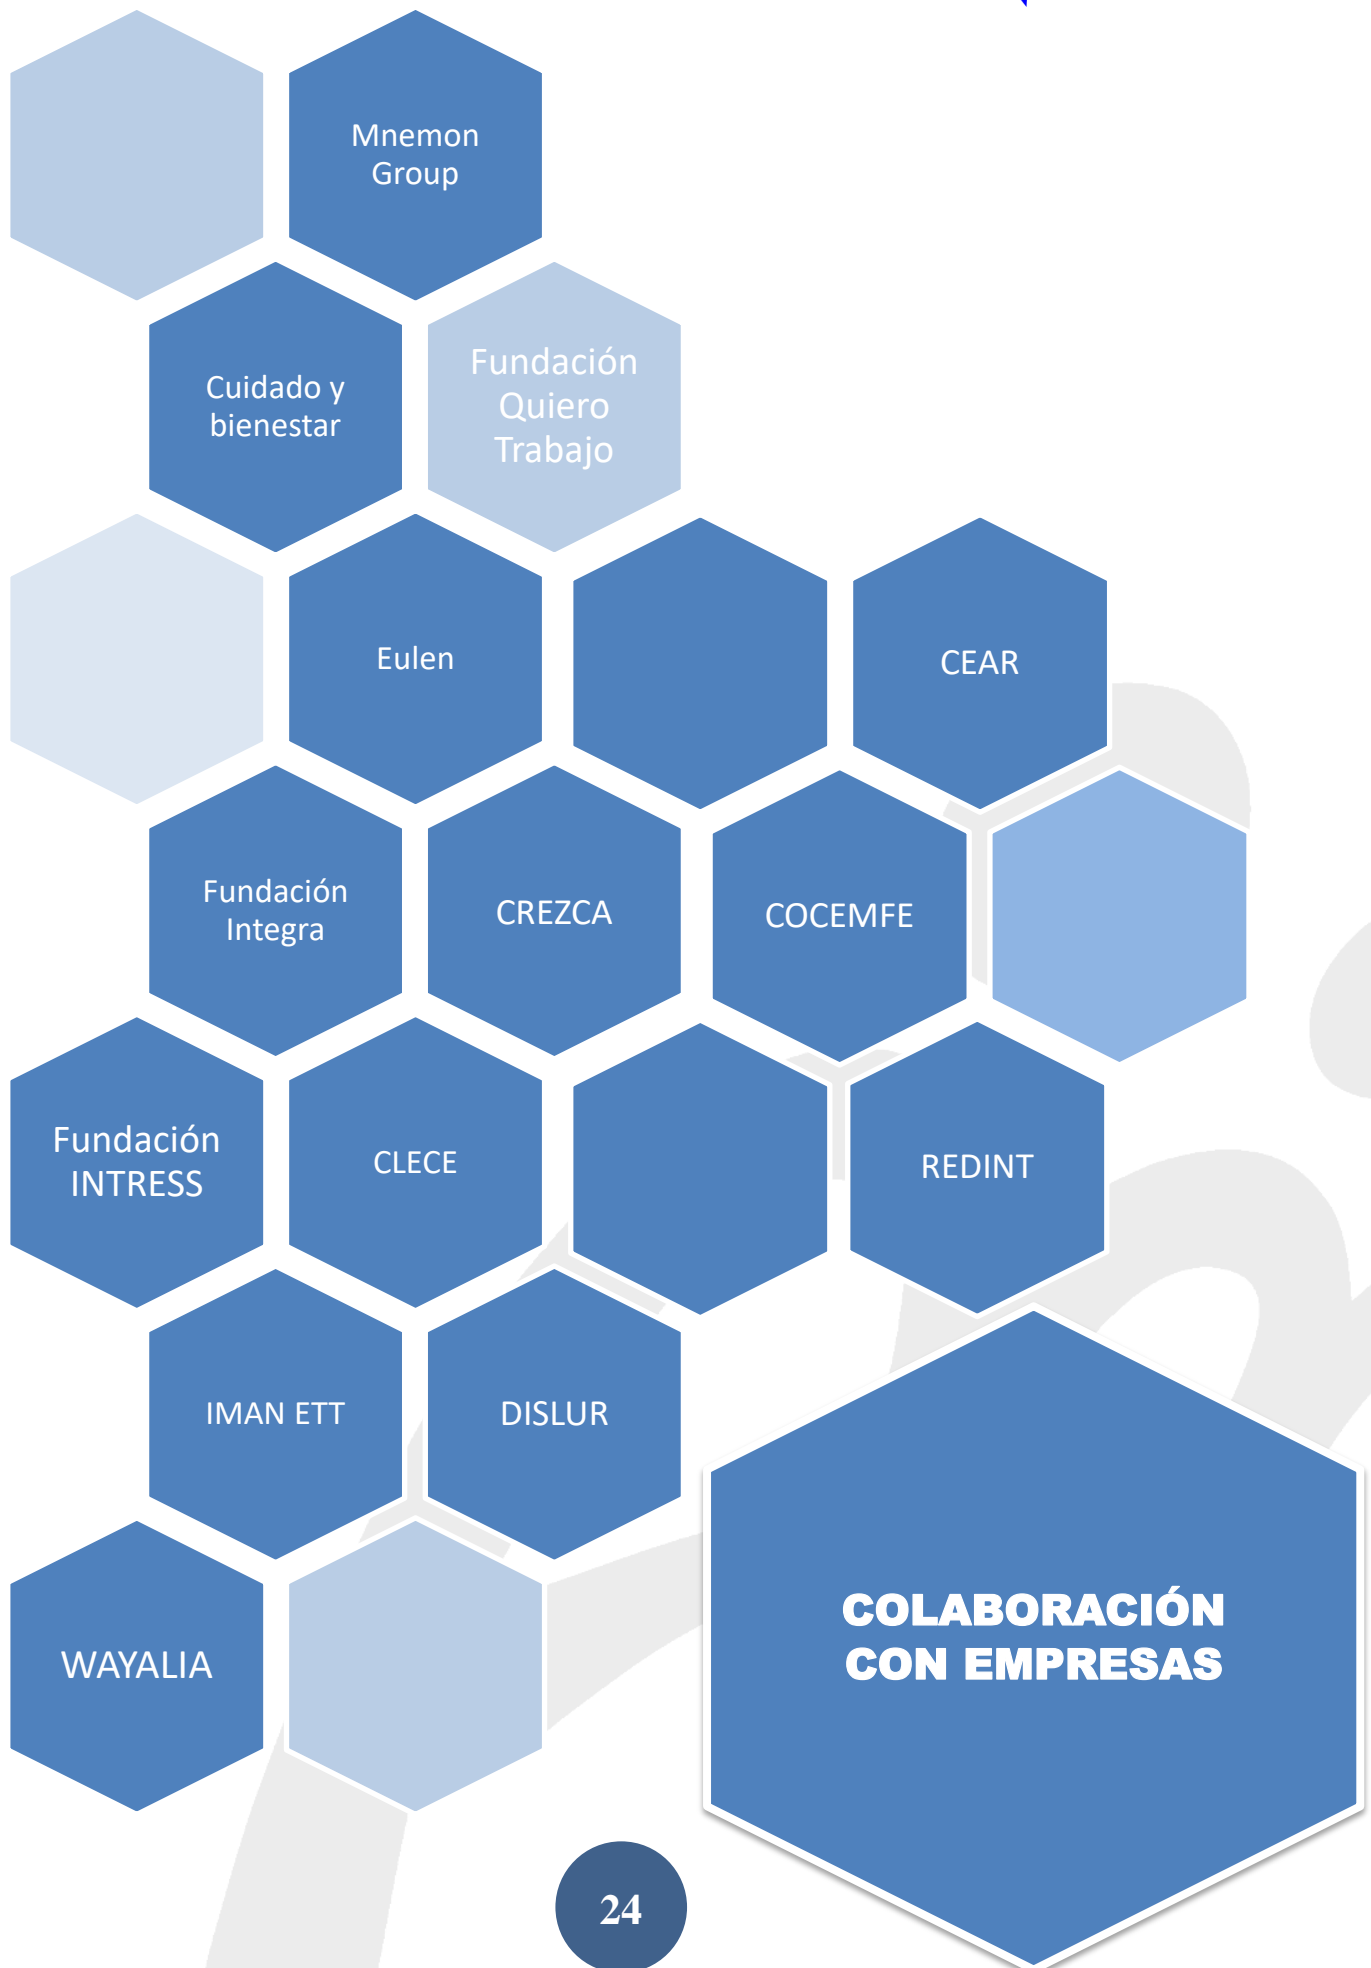 Mnemon
Group
Cuidado y
bienestar
Fundación
Quiero
Trabajo
Eulen
CEAR
Fundación
Integra
CREZCA
COCEMFE
Fundación
INTRESS
CLECE
REDINT
IMAN ETT
DISLUR
WAYALIA
COLABORACIÓN
CON EMPRESAS
24